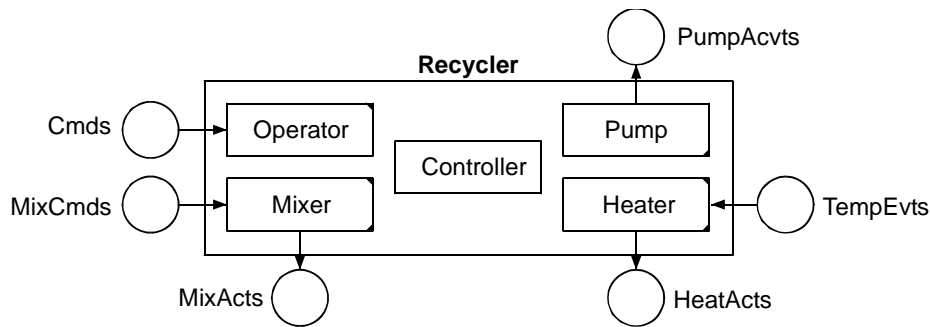 PumpAcvts
Recycler
Cmds
Operator
Pump
Controller
MixCmds
Mixer
Heater
TempEvts
MixActs
HeatActs